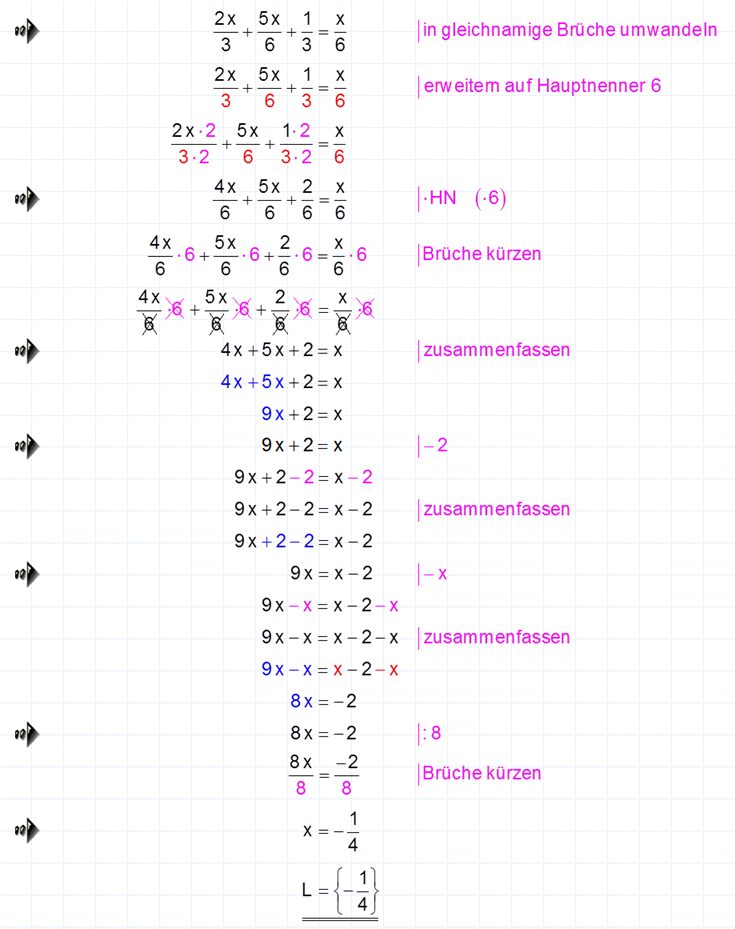 2x/3 + 5x/6 + 1/3 = x/6 |in gleichnamige Brüche umwandeln
2x/3 + 5x/6 + 1/3 = x/6 |erweitern auf Hauptnenner 6
2x·2/3·2 + 5x/6 + 1·2/3·2 = x/6
4x/6 + 5x/6 + 2/6 = x/6 |·HN (·6)
4x/6 ·6 + 5x/6 ·6 + 2/6 ·6 = x/6 ·6 |Brüche kürzen
4x/6 ·6 + 5x/6 ·6 + 2/6 ·6 = x/6 ·6
4x + 5x + 2 = x |zusammenfassen
4x + 5x + 2 = x
9x + 2 = x
9x + 2 = x |− 2
9x + 2 − 2 = x − 2
9x + 2 − 2 = x − 2 |zusammenfassen
9x + 2 − 2 = x − 2
9x = x − 2 |− x
9x − x = x − 2 − x
9x − x = x − 2 − x |zusammenfassen
9x − x = x − 2 − x
8x = −2
8x = −2 |: 8
8x/8 = −2/8 |Brüche kürzen
x = −1/4
L = {−1/4}